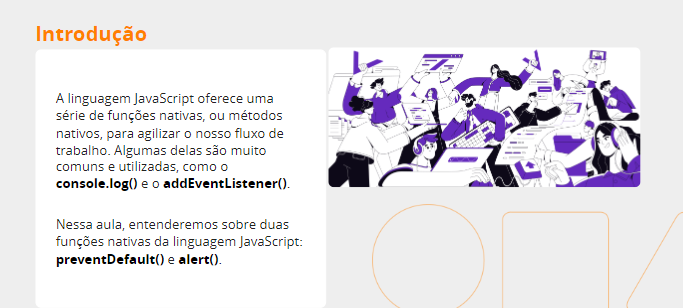 Introdução
A linguagem JavaScript oferece uma
série de funções nativas, ou métodos
nativos, para agilizar o nosso fluxo de
trabalho. Algumas delas são muito
comuns e utilizadas, como o
console.log() e o addEventListener().
Nessa aula, entenderemos sobre duas
funções nativas da linguagem JavaScript:
preventDefault() e alert().